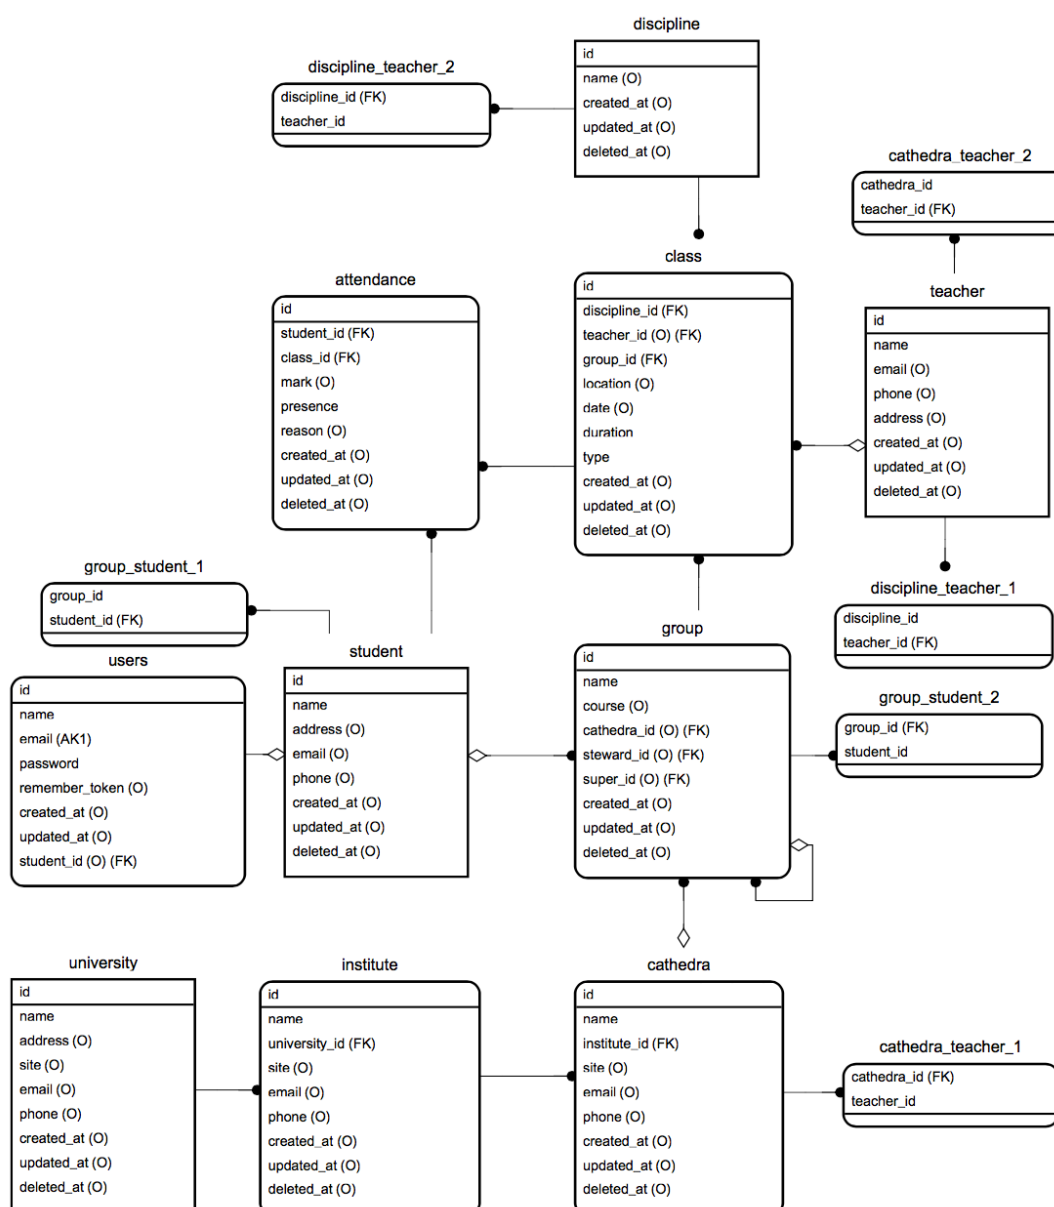 discipline
id
name (O)
created_at (O)
updated_at (O)
deleted_at (O)
discipline_teacher_2
discipline_id (FK)
teacher_id
cathedra_teacher_2
cathedra_id
teacher_id (FK)
class
id
discipline_id (FK)
teacher_id (O) (FK)
group_id (FK)
location (O)
date (O)
duration
type
created_at (O)
updated_at (O)
deleted_at (O)
attendance
id
student_id (FK)
class_id (FK)
mark (O)
presence
reason (O)
created_at (O)
updated_at (O)
deleted_at (O)
teacher
id
name
email (O)
phone (O)
address (O)
created_at (O)
updated_at (O)
deleted_at (O)
group_student_1
group_id
student_id (FK)
discipline_teacher_1
discipline_id
teacher_id (FK)
users
id
name
email (AK1)
password
remember_token (O)
created_at (O)
updated_at (O)
student_id (O) (FK)
student
id
name
address (O)
email (O)
phone (O)
created_at (O)
updated_at (O)
deleted_at (O)
group
id
name
course (O)
cathedra_id (O) (FK)
steward_id (O) (FK)
super_id (O) (FK)
created_at (O)
updated_at (O)
deleted_at (O)
group_student_2
group_id (FK)
student_id
university
id
name
address (O)
site (O)
email (O)
phone (O)
created_at (O)
updated_at (O)
deleted_at (O)
institute
id
name
university_id (FK)
site (O)
email (O)
phone (O)
created_at (O)
updated_at (O)
deleted_at (O)
cathedra
id
name
institute_id (FK)
site (O)
email (O)
phone (O)
created_at (O)
updated_at (O)
deleted_at (O)
cathedra_teacher_1
cathedra_id (FK)
teacher_id